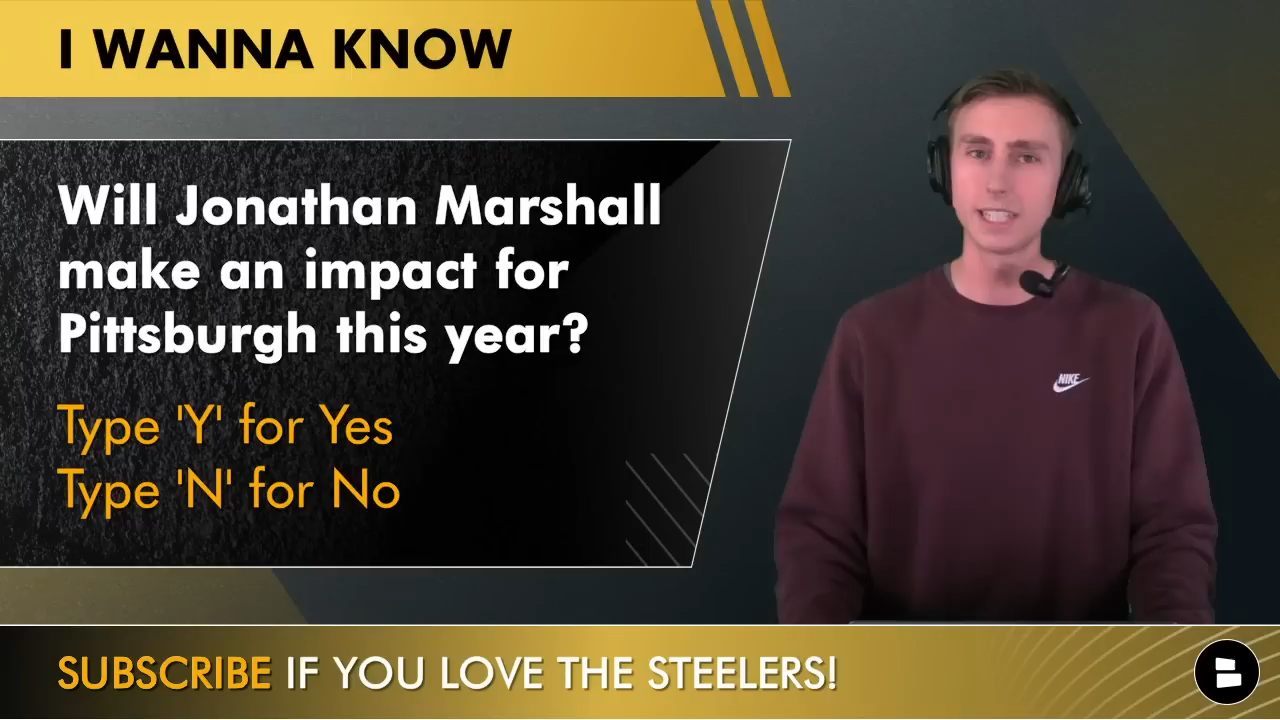 I WANNA KNOW
Will Jonathan Marshall
make an impact for
Pittsburgh this year?
Type 'Y' for Yes
Type 'N' for No
NIKE
SUBSCRIBE IF YOU LOVE THE STEELERS!